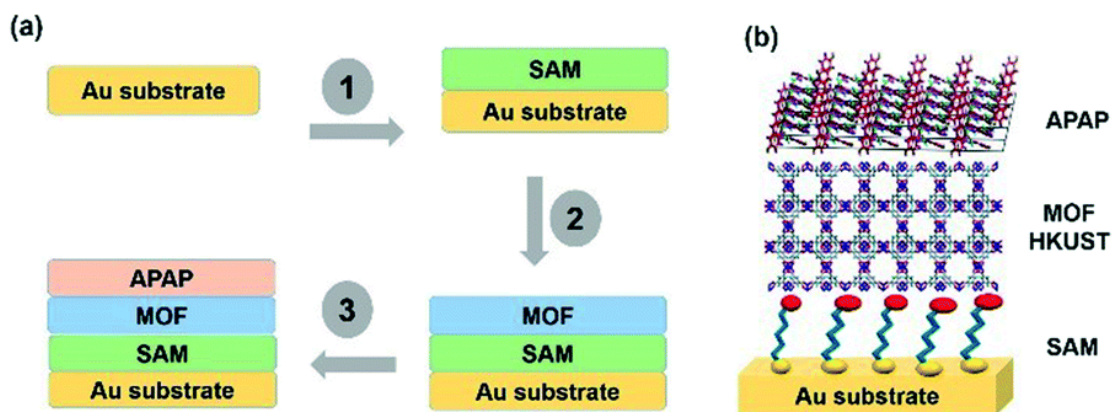 (a)
Au substrate
1
SAM
Au substrate
2
MOF
SAM
Au substrate
3
APAP
MOF
SAM
Au substrate
(b)
APAP
MOF
HKUST
SAM
Au substrate